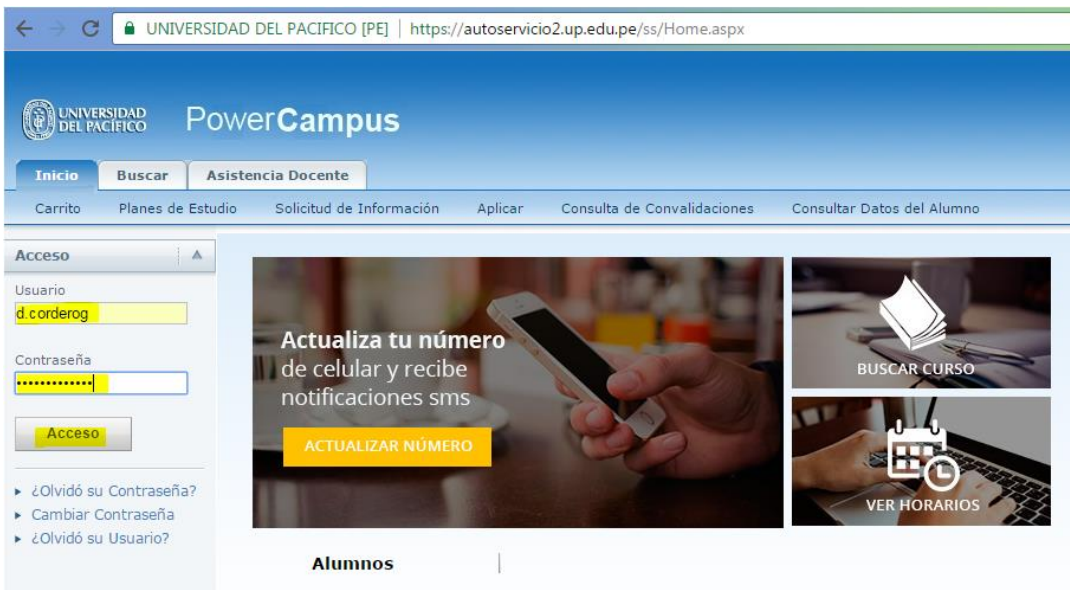 UNIVERSIDAD DEL PACIFICO [PE] | https://autoservicio2.up.edu.pe/ss/Home.aspx
UNIVERSIDAD
DEL PACÍFICO
PowerCampus
Inicio Buscar Asistencia Docente
Carrito Planes de Estudio Solicitud de Información Aplicar Consulta de Convalidaciones Consultar Datos del Alumno
Acceso
Usuario
d.corderog
Contraseña
•••••••••••••
Acceso
¿Olvidó su Contraseña?
Cambiar Contraseña
¿Olvidó su Usuario?
Actualiza tu número
de celular y recibe
notificaciones sms
ACTUALIZAR NÚMERO
BUSCAR CURSO
VER HORARIOS
Alumnos